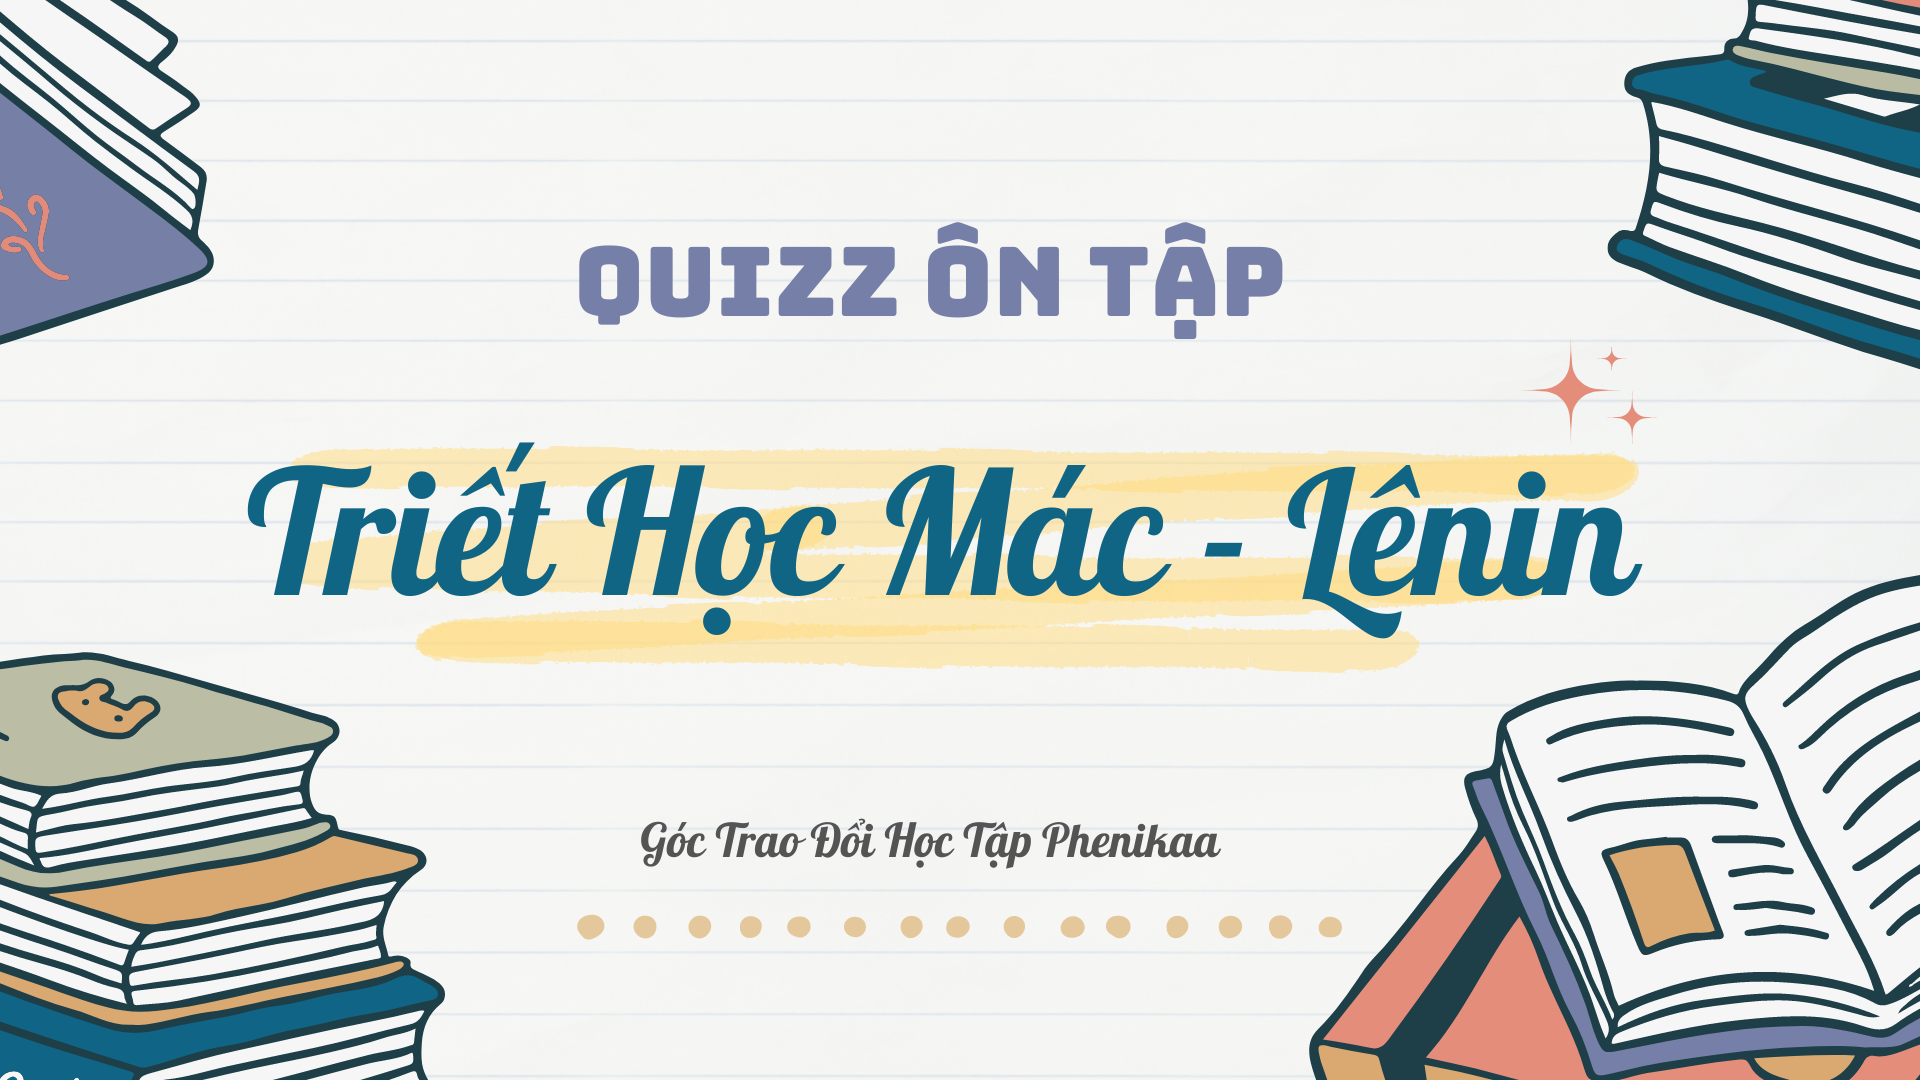 QUIZZ ÔN TẬP
Triết Học Mác - Lênin
Góc Trao Đổi Học Tập Phenikaa